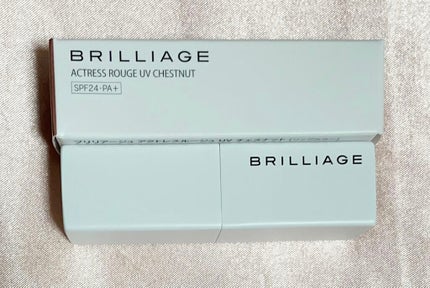 BRILLIAGE
ACTRESS ROUGE UV CHESTNUT
SPF24·PA+
BRILLIAGE